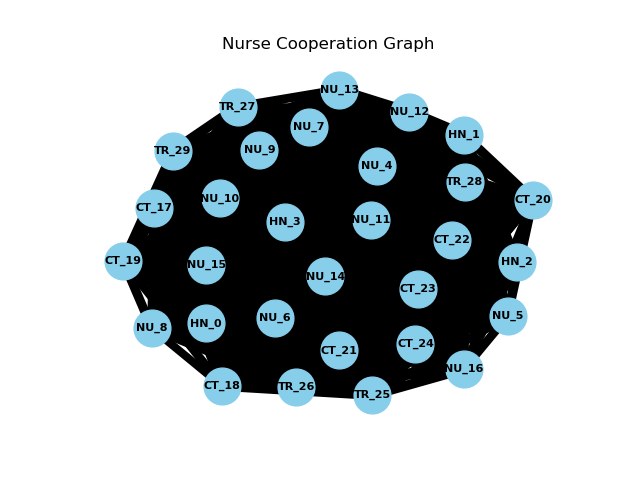 Nurse Cooperation Graph
NU_13
TR_27
NU_12
NU_7
HN_1
NU_9
TR_29
NU_4
TR_28
NU_10
CT_20
CT_17
HN_3
NU_11
CT_22
CT_19
HN_2
NU_15
NU_14
CT_23
NU_5
NU_6
HN_0
NU_8
CT_24
CT_21
NU_16
CT_18
TR_26
TR_25